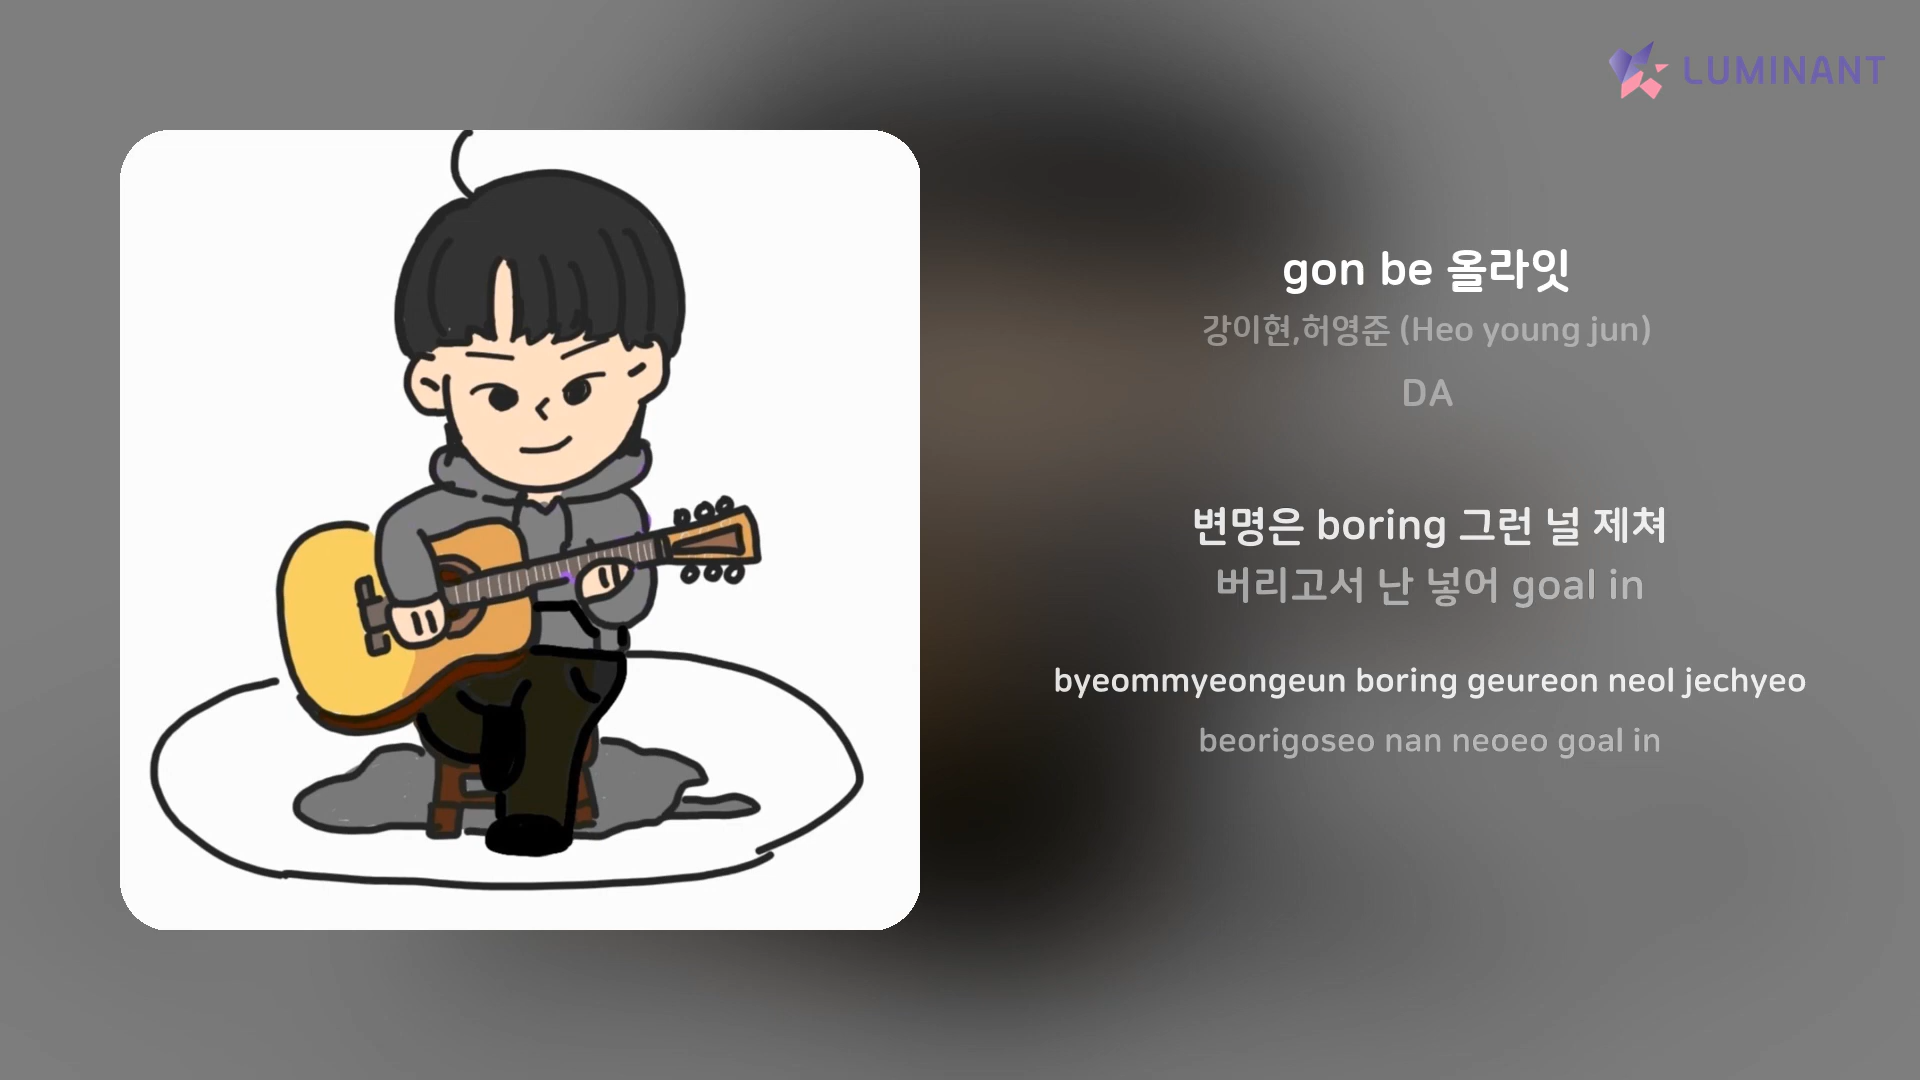 LUMINANT
gon be 올라잇
강이현,허영준 (Heo young jun)
DA
변명은 boring 그런 널 제쳐
버리고서 난 넣어 goal in
byeommyeongeun boring geureon neol jechyeo
beorigoseo nan neoeo goal in